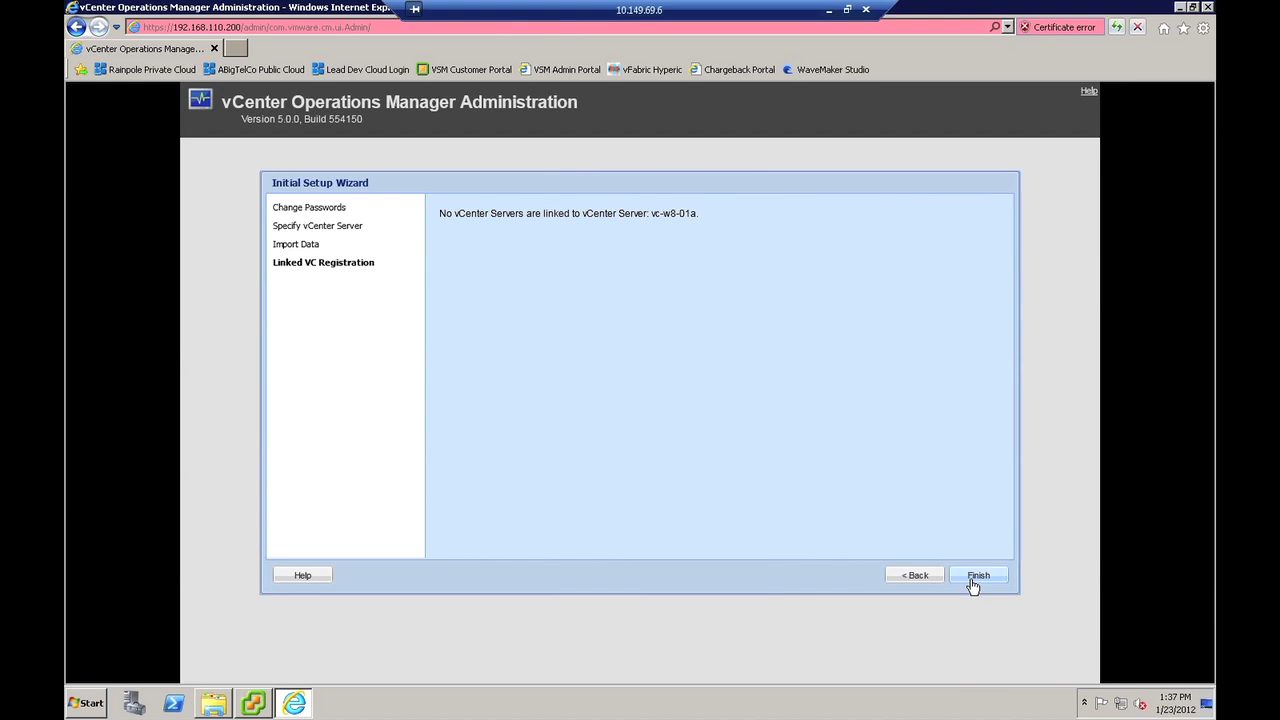 vCenter Operations Manager Administration - Windows Internet Exp
10.149.69.6
https://192.168.110.200/admin/com.vmware.cm.ui.Admin/
Certificate error
vCenter Operations Manage...
Rainpole Private Cloud
ABigTelCo Public Cloud
Lead Dev Cloud Login
VSM Customer Portal
VSM Admin Portal
vFabric Hyperic
Chargeback Portal
WaveMaker Studio
Help
vCenter Operations Manager Administration
Version 5.0.0, Build 554150
Initial Setup Wizard
Change Passwords
Specify vCenter Server
Import Data
Linked VC Registration
No vCenter Servers are linked to vCenter Server: vc-w8-01a.
Help
< Back
Finish
Start
1:37 PM
1/23/2012